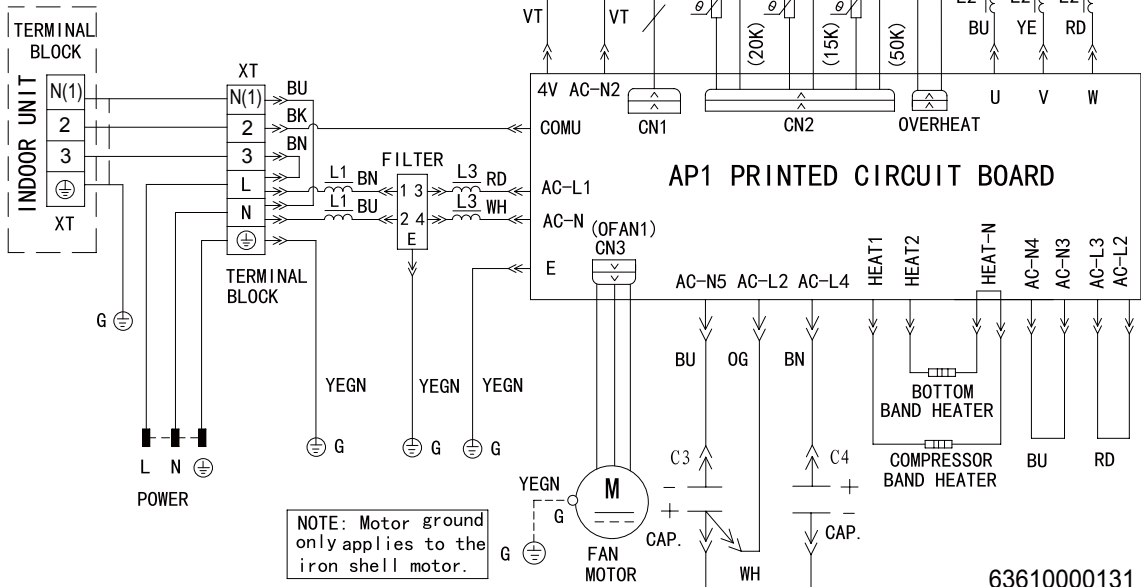 TERMINAL
BLOCK
INDOOR UNIT
N(1)
2
3
XT
G
XT
N(1)
2
3
L
N
TERMINAL
BLOCK
BU
BK
BN
L1 BN
L1 BU
FILTER
1 3
2 4
E
L3 RD
L3 WH
L N
POWER
YEGN
G
YEGN
G
YEGN
G
VT
VT
θ
θ
θ
(20K)
(15K)
(50K)
L2
L2
L2
BU
YE
RD
4V AC-N2
CN1
CN2
OVERHEAT
U
V
W
COMU
AC-L1
AC-N
E
AP1 PRINTED CIRCUIT BOARD
(OFAN1)
CN3
AC-N5
AC-L2
AC-L4
HEAT1
HEAT2
HEAT-N
AC-N4
AC-N3
AC-L3
AC-L2
BU
OG
BN
BOTTOM
BAND HEATER
COMPRESSOR
BAND HEATER
BU
RD
C3
C4
-
+
CAP.
-
+
CAP.
WH
YEGN
G
G
M
FAN
MOTOR
NOTE: Motor ground
only applies to the
iron shell motor.
63610000131